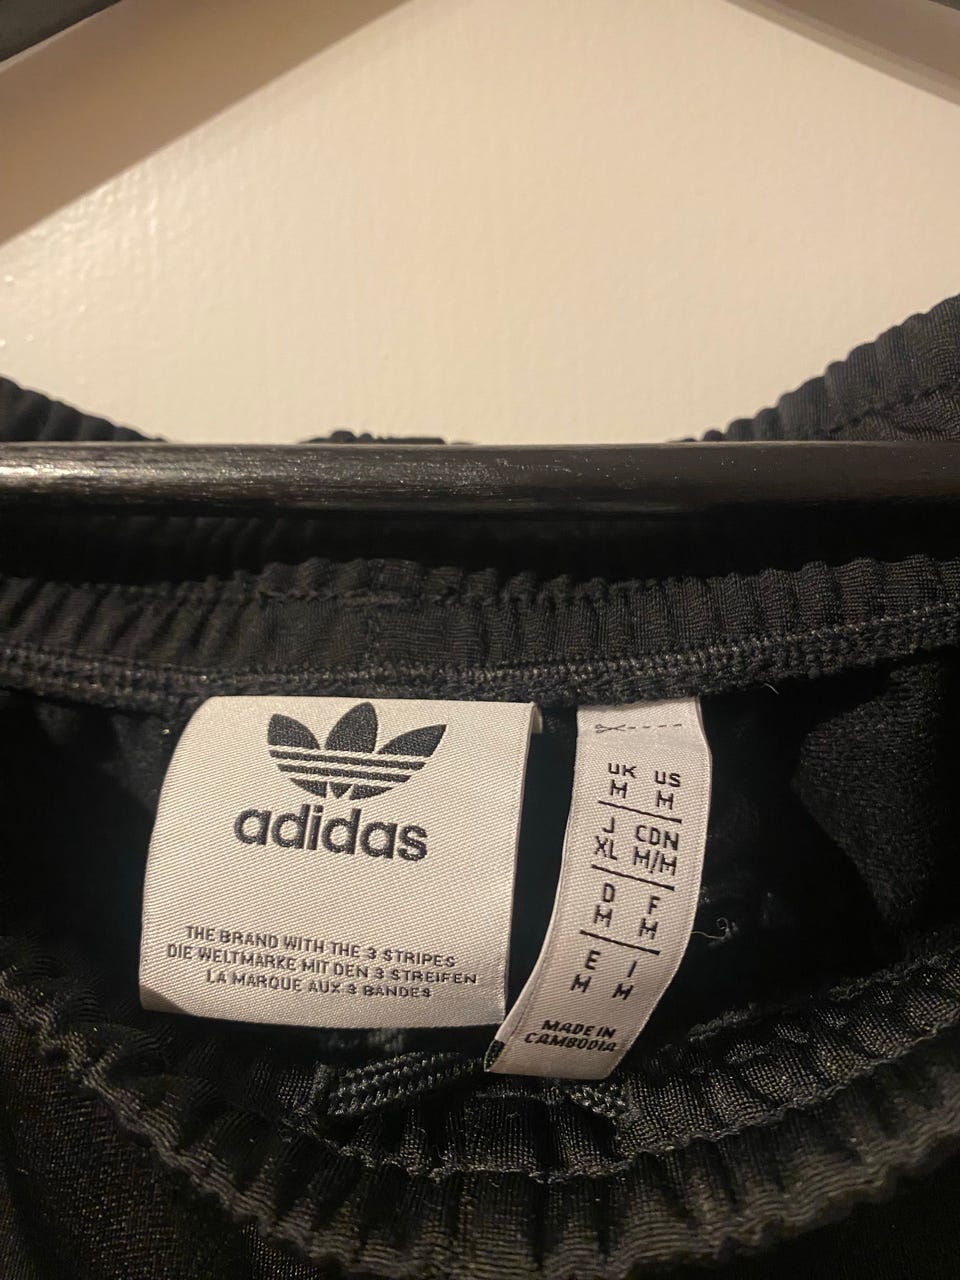 adidas
THE BRAND WITH THE 3 STRIPES
DIE WELTMARKE MIT DEN 3 STREIFEN
LA MARQUE AUX 3 BANDES
UK US
M M
J CDN
XL M/M
D F
M M
E I
M M
MADE IN
CAMBODIA